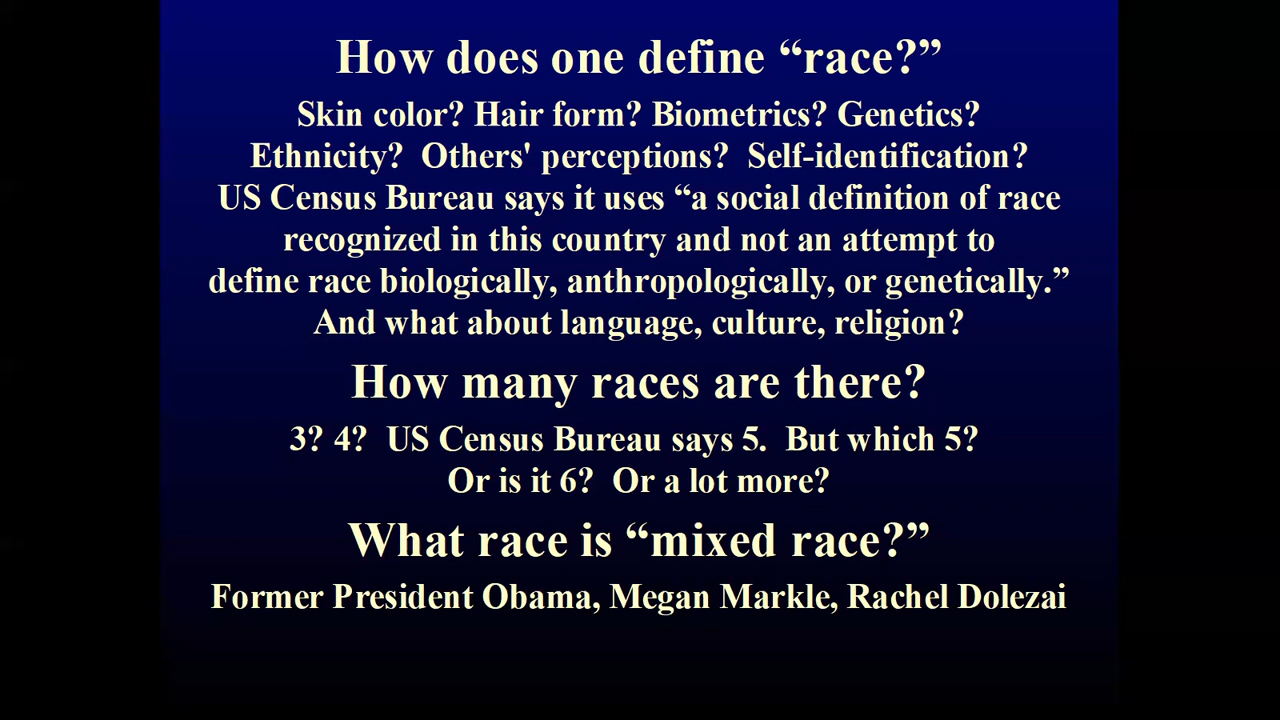 How does one define “race?”
Skin color? Hair form? Biometrics? Genetics?
Ethnicity?  Others' perceptions?  Self-identification?
US Census Bureau says it uses “a social definition of race
recognized in this country and not an attempt to
define race biologically, anthropologically, or genetically.”
And what about language, culture, religion?
How many races are there?
3? 4?  US Census Bureau says 5.  But which 5?
Or is it 6?  Or a lot more?
What race is “mixed race?”
Former President Obama, Megan Markle, Rachel Dolezai